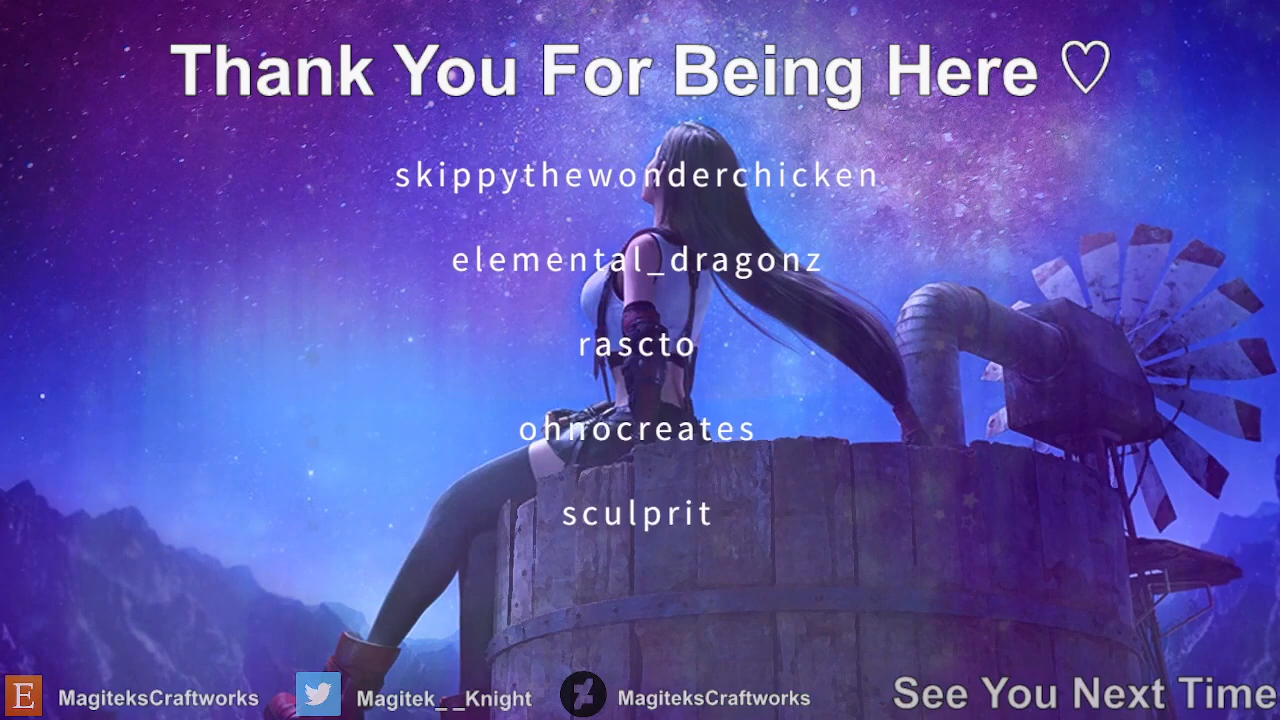 Thank You For Being Here ♡
skippythewonderchicken
elemental_dragonz
rascto
ohnocreates
sculprit
E MagiteksCraftworks Magitek_ _Knight MagiteksCraftworks See You Next Time